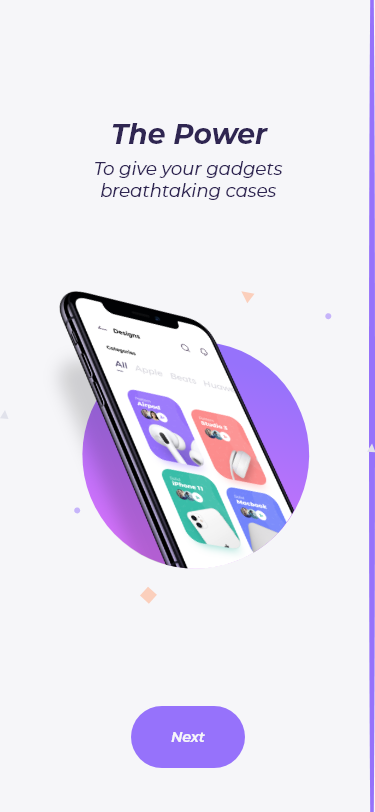 The Power
To give your gadgets
breathtaking cases
Designs
Categories
All Apple Beats Huaw
Airpod
Studio 3
iPhone 11
Macbook
Next